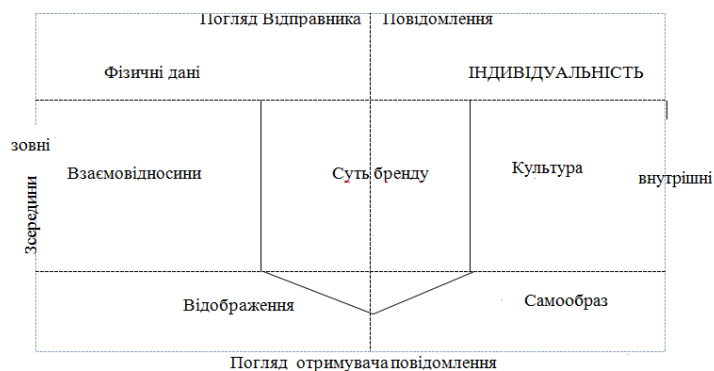 Погляд Відправника Повідомлення
Фізичні дані
ІНДИВІДУАЛЬНІСТЬ
зовні
Взаємовідносини
Суть бренду
Культура
внутрішні
Зсередини
Відображення
Самообраз
Погляд отримувача повідомлення